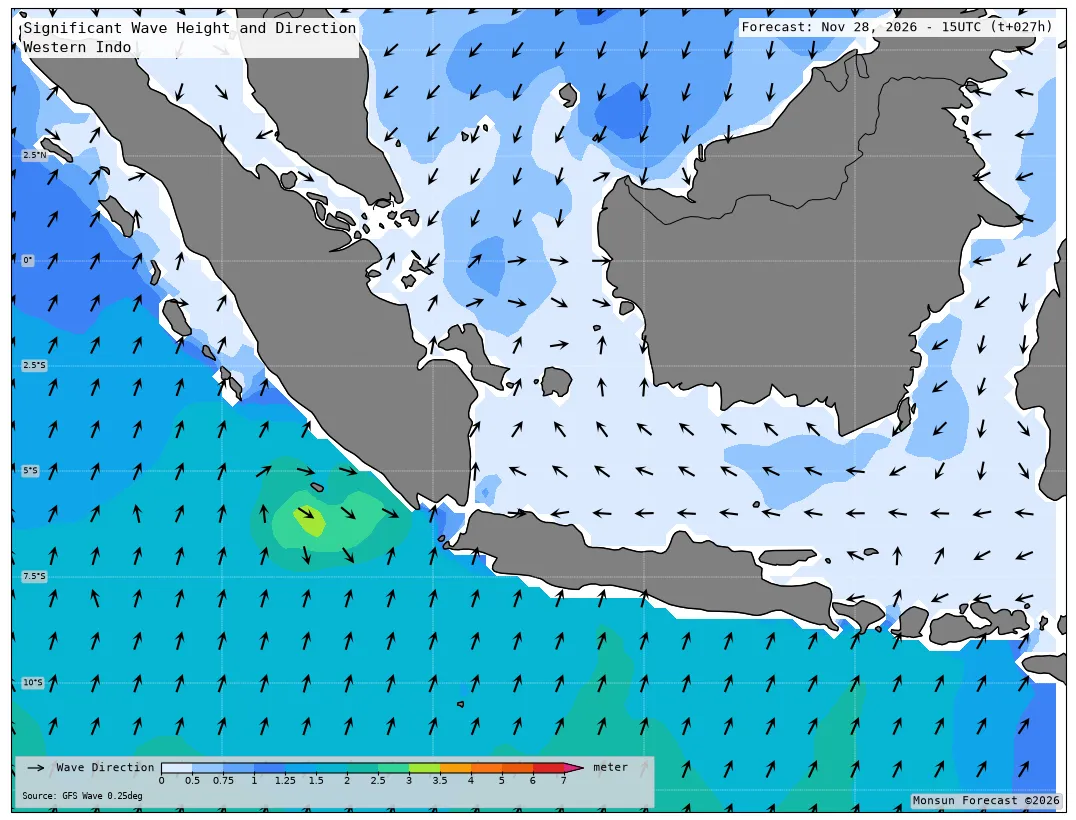 Significant Wave Height and Direction
Western Indo
Forecast: Nov 28, 2026 - 15UTC (t+027h)
2.5°N
0°
2.5°S
5°S
7.5°S
10°S
Wave Direction
meter
0 0.5 0.75 1 1.25 1.5 2 2.5 3 3.5 4 5 6 7
Source: GFS Wave 0.25deg
Monsun Forecast ©2026